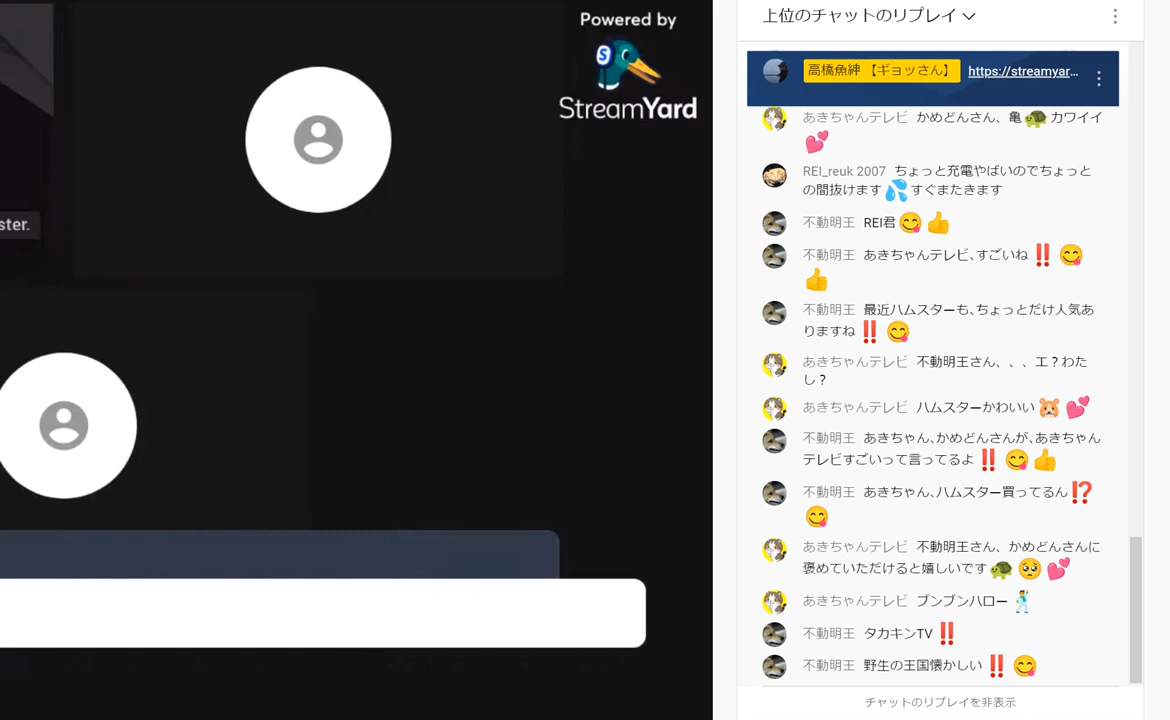 Powered by
StreamYard
ster.
上位のチャットのリプレイ
高橋魚紳 【ギョッさん】 https://streamyar...
あきちゃんテレビ かめどんさん、亀🐢カワイイ
💕
REI_reuk 2007 ちょっと充電やばいのでちょっと
の間抜けます💦すぐまたきます
不動明王 REI君😋👍
あきちゃんテレビ､すごいね‼️😋
👍
最近ハムスターも､ちょっとだけ人気あ
りますね‼️😋
あきちゃんテレビ 不動明王さん、、、エ？わた
し？
あきちゃんテレビ ハムスターかわいい🐹💕
不動明王 あきちゃん､かめどんさんが､あきちゃん
テレビすごいって言ってるよ‼️😋👍
不動明王 あきちゃん､ハムスター買ってるん⁉️
😋
あきちゃんテレビ 不動明王さん、かめどんさんに
褒めていただけると嬉しいです🐢🥺💕
あきちゃんテレビ ブンブンハロー🕺
不動明王 タカキンTV‼️
不動明王 野生の王国懐かしい‼️😋
チャットのリプレイを非表示